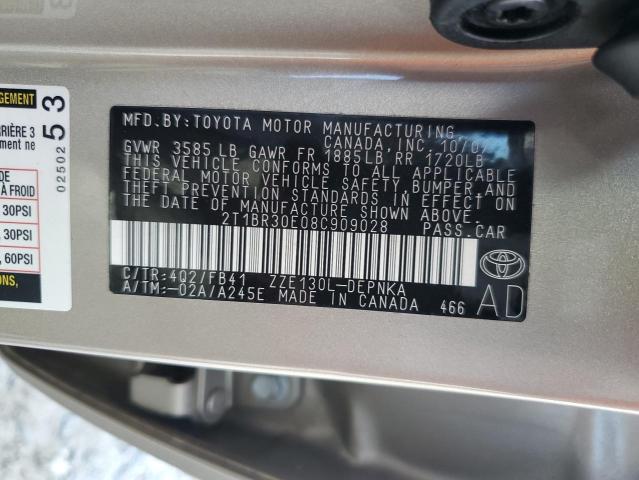 GEMENT
RRIÈRE 3
ment ne
DE
À FROID
30PSI
30PSI
, 60PSI
02502
53
MFD.BY:TOYOTA MOTOR MANUFACTURING
CANADA, INC. 10/07
GVWR 3585 LB GAWR FR 1885LB RR 1720LB
THIS VEHICLE CONFORMS TO ALL APPLICABLE
FEDERAL MOTOR VEHICLE SAFETY, BUMPER AND
THEFT PREVENTION STANDARDS IN EFFECT ON
THE DATE OF MANUFACTURE SHOWN ABOVE.
2T1BR30E08C909028 PASS.CAR
C/TR:4Q2/FB41 ZZE130L-DEPNKA
A/TM:-02A/A245E MADE IN CANADA 466
TOYOTA
AD